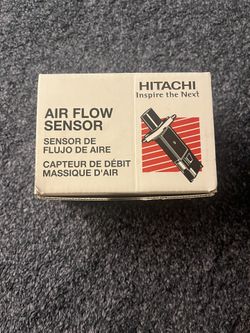 AIR FLOW
SENSOR
SENSOR DE
FLUJO DE AIRE
CAPTEUR DE DÉBIT
MASSIQUE D'AIR
HITACHI
Inspire the Next